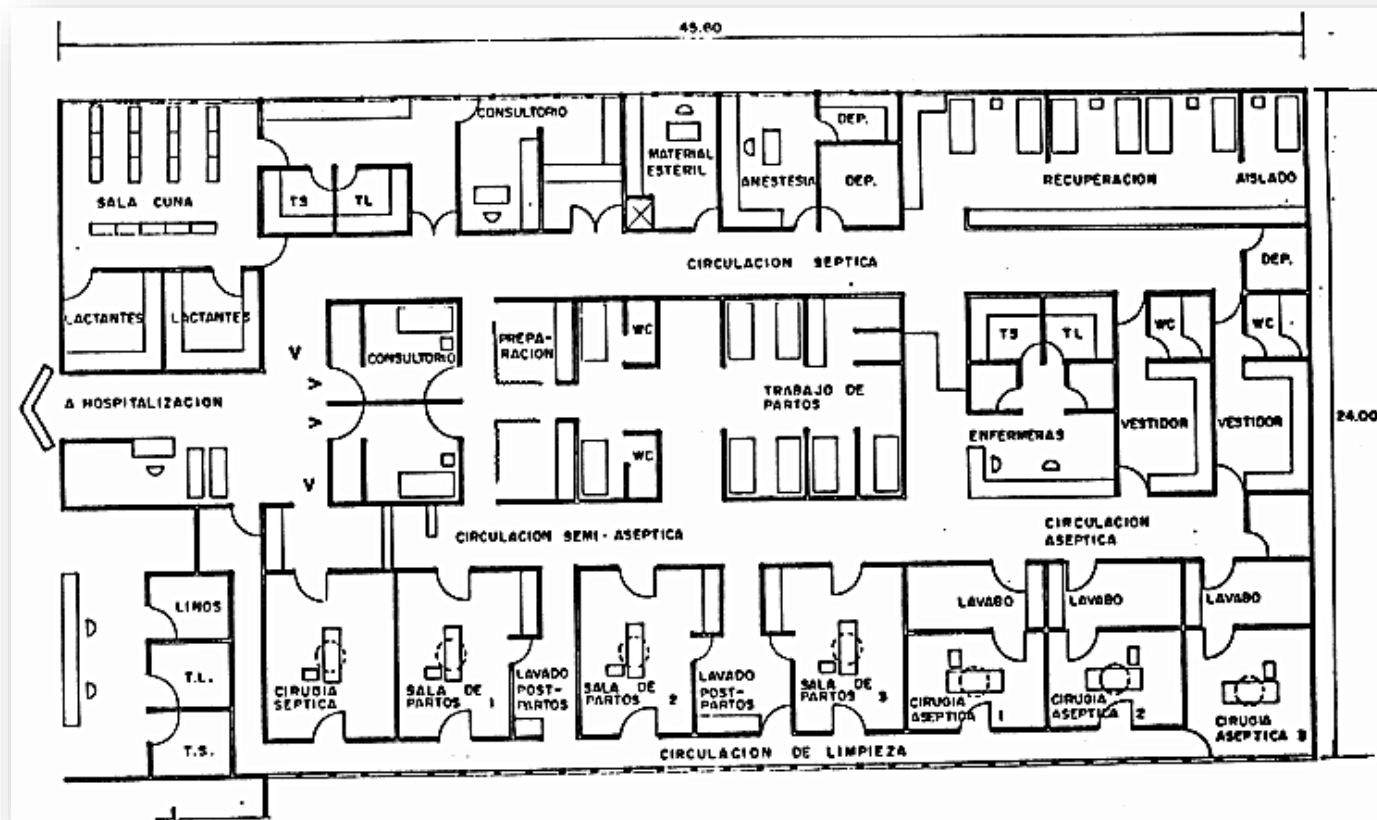 45.60
CONSULTORIO
DEP.
MATERIAL
ESTÉRIL
ANESTESIA
DEP.
RECUPERACION
AISLADO
SALA CUNA
TS
TL
CIRCULACION SEPTICA
DEP.
LACTANTES
LACTANTES
V
CONSULTORIO
PREPA-
RACION
WC
TS
TL
WC
WC
V
A HOSPITALIZACION
V
TRABAJO DE
PARTOS
ENFERMERAS
VESTIDOR
VESTIDOR
24.00
WC
V
CIRCULACION SEMI-ASEPTICA
CIRCULACION
ASEPTICA
LINOS
LAVABO
LAVABO
LAVABO
T.L.
CIRUGIA
SEPTICA
SALA DE
PARTOS 1
LAVADO
POST-
PARTOS
SALA DE
PARTOS 2
LAVADO
POST-
PARTOS
SALA DE
PARTOS 3
CIRUGIA
ASEPTICA 1
CIRUGIA
ASEPTICA 2
CIRUGIA
ASEPTICA 3
T.S.
CIRCULACION DE LIMPIEZA